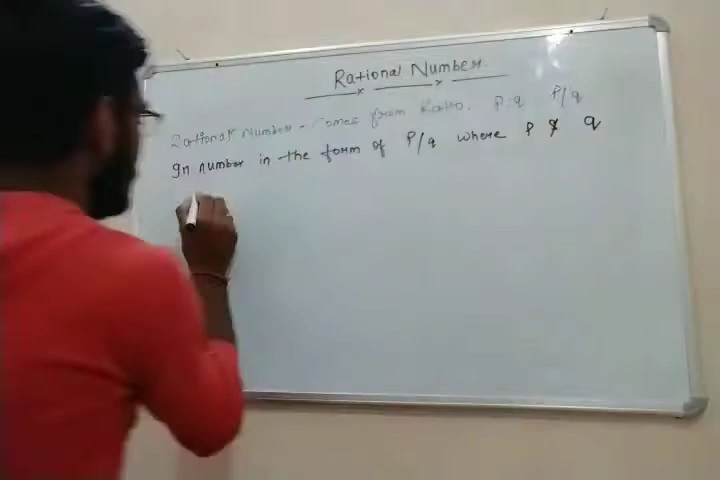 Rational Number.
Rational Number - Comes from Ratio. P:q P/q
In number in the form of P/q where P & q